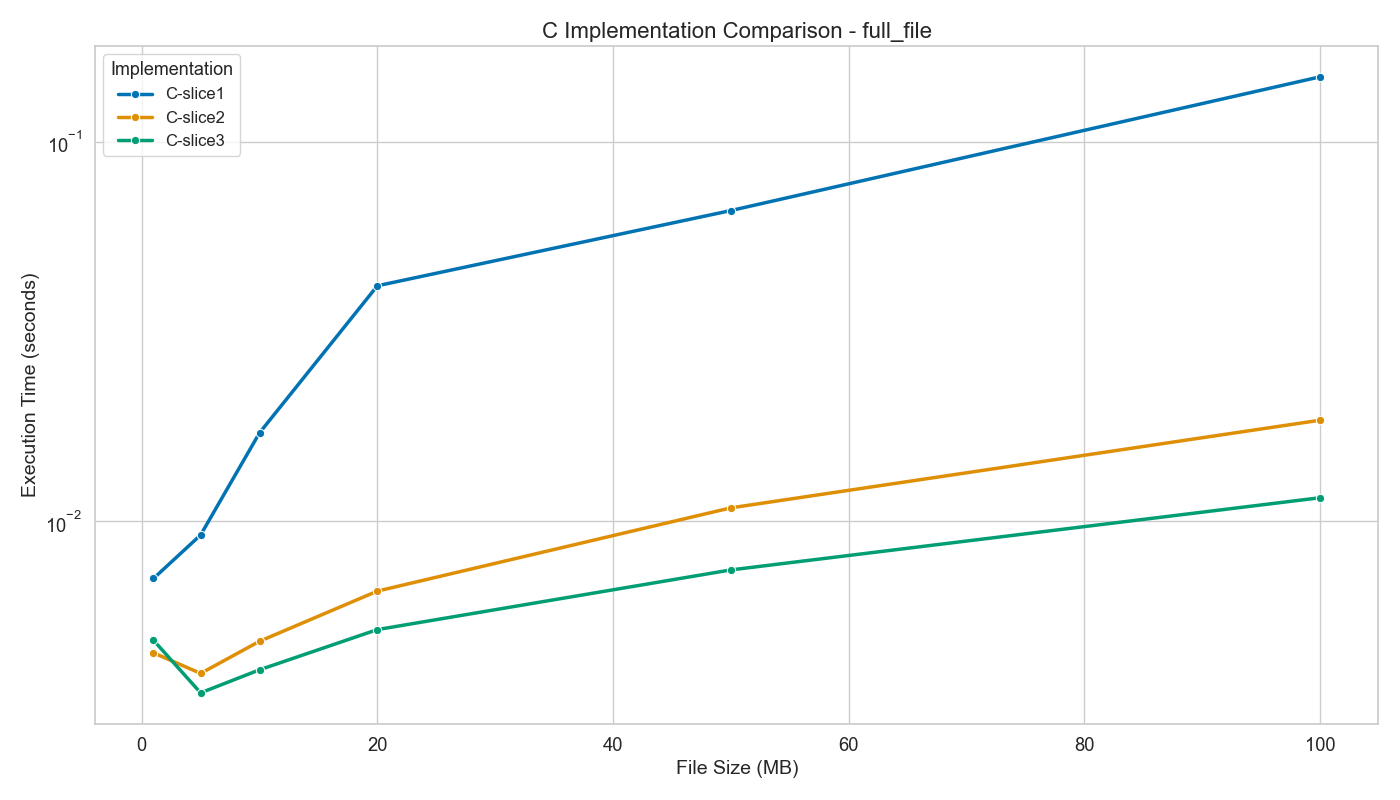 C Implementation Comparison - full_file
Implementation
C-slice1
C-slice2
C-slice3
Execution Time (seconds)
10⁻¹
10⁻²
0 20 40 60 80 100
File Size (MB)